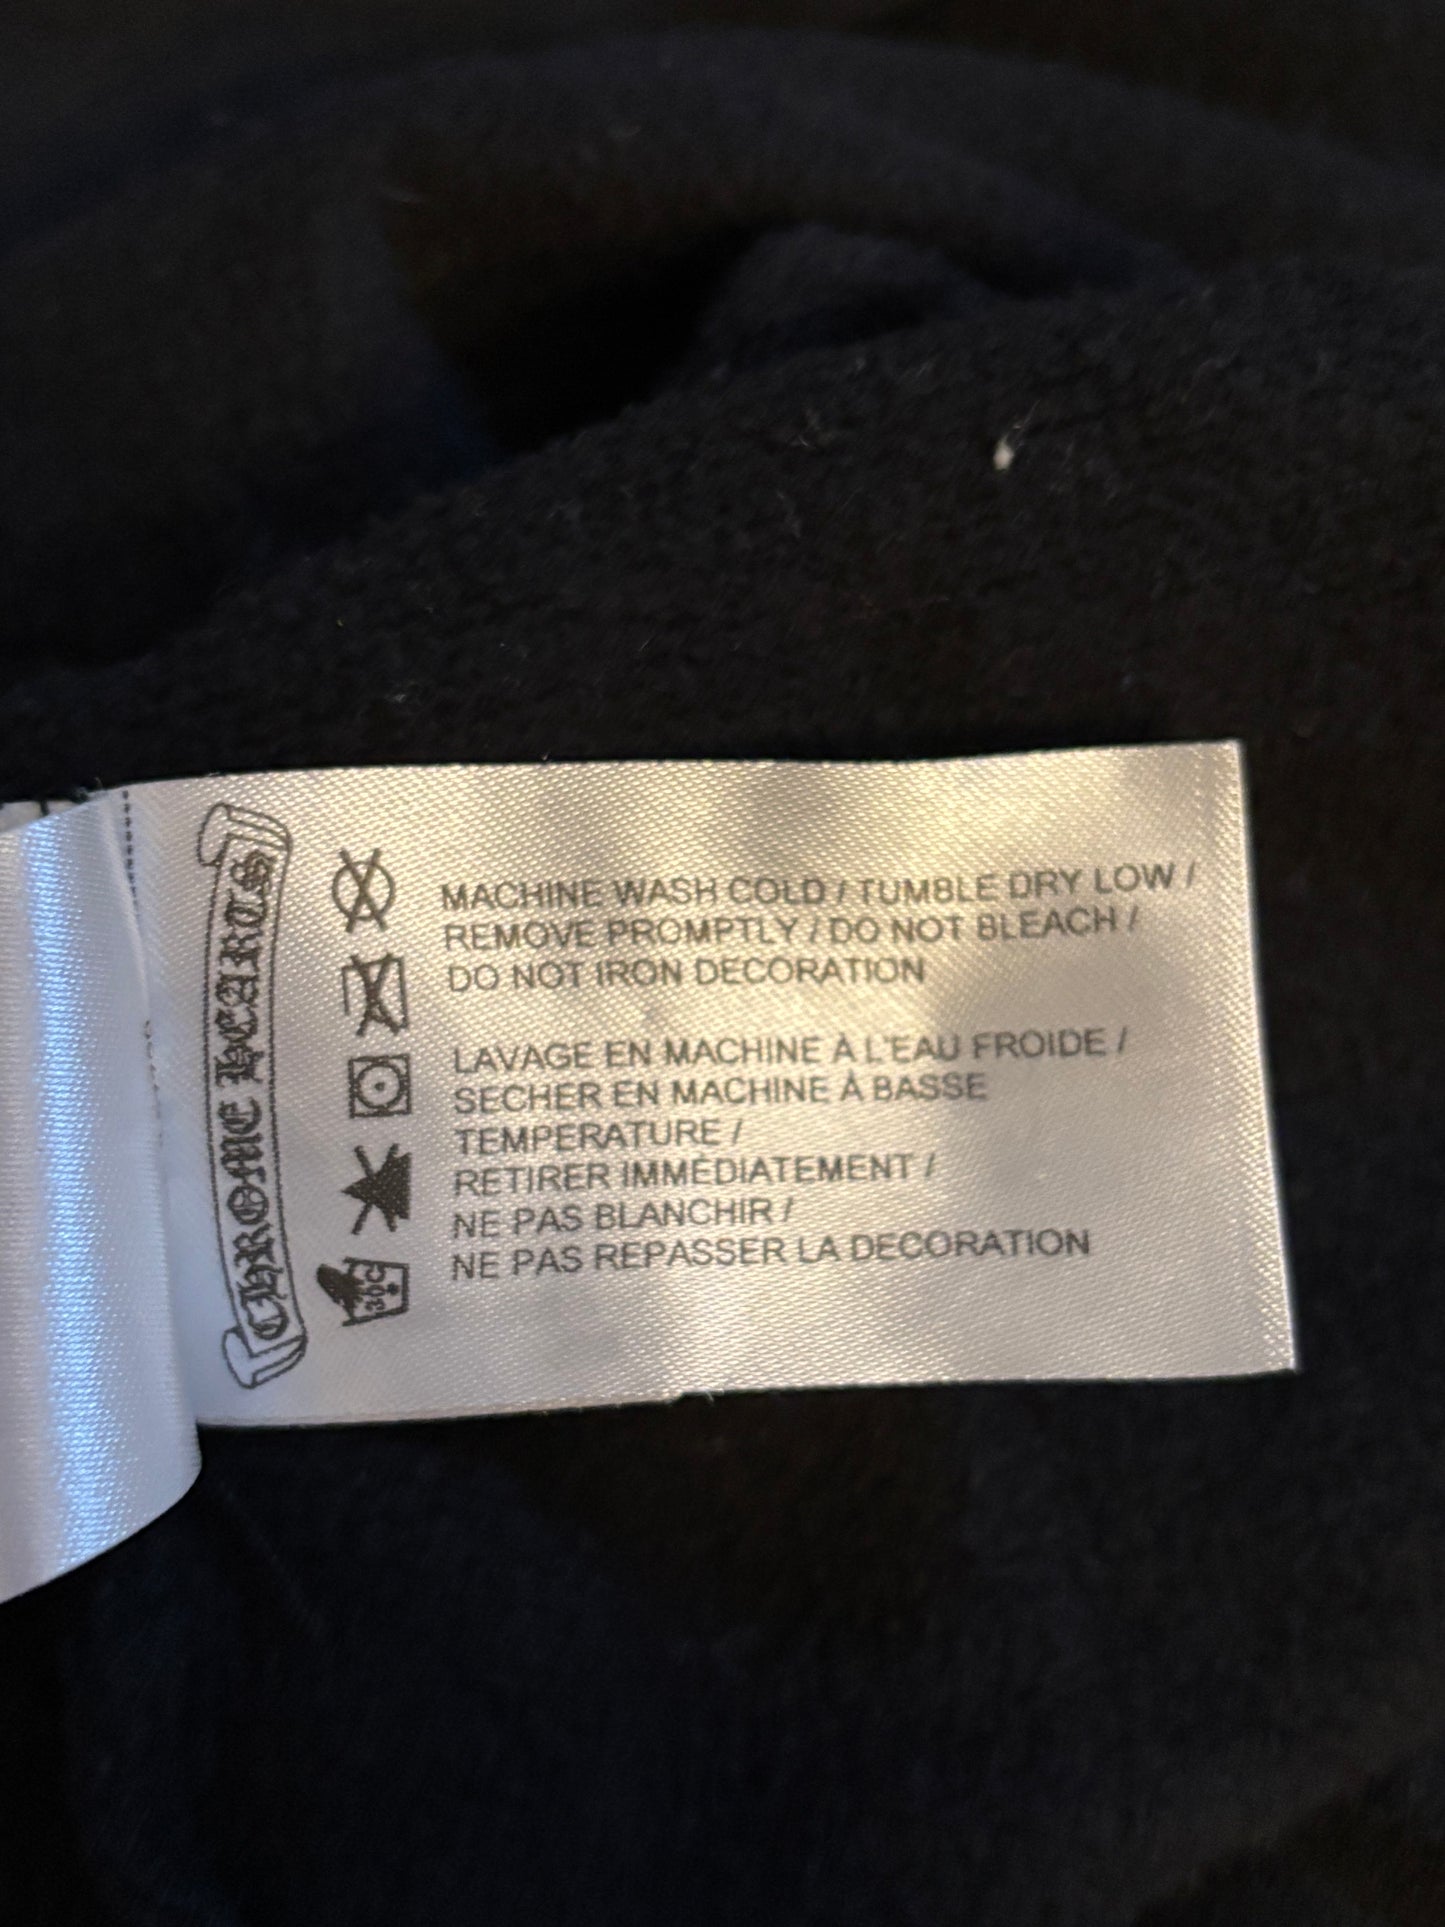 CHROME HEARTS
MACHINE WASH COLD / TUMBLE DRY LOW /
REMOVE PROMPTLY / DO NOT BLEACH /
DO NOT IRON DECORATION
LAVAGE EN MACHINE À L'EAU FROIDE /
SECHER EN MACHINE À BASSE
TEMPERATURE /
RETIRER IMMÉDIATEMENT /
NE PAS BLANCHIR /
NE PAS REPASSER LA DECORATION
30C